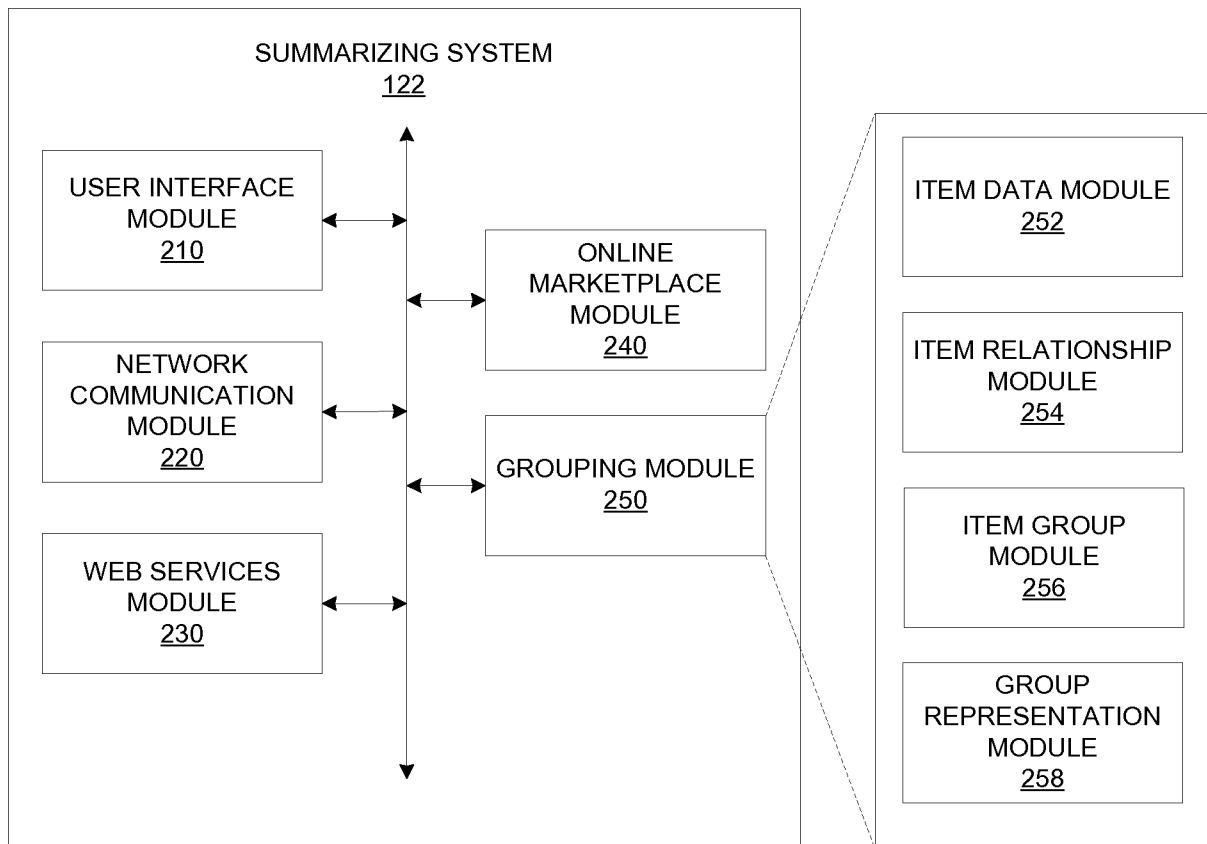 SUMMARIZING SYSTEM
122
USER INTERFACE
MODULE
210
NETWORK
COMMUNICATION
MODULE
220
WEB SERVICES
MODULE
230
ONLINE
MARKETPLACE
MODULE
240
GROUPING MODULE
250
ITEM DATA MODULE
252
ITEM RELATIONSHIP
MODULE
254
ITEM GROUP
MODULE
256
GROUP
REPRESENTATION
MODULE
258